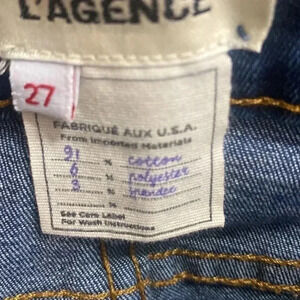 L'AGENCE
27
FABRIQUÉ AUX U.S.A.
From Imported Materials
91 % cotton
6 % polyester
3 % spandex
See Care Label
For Wash Instructions